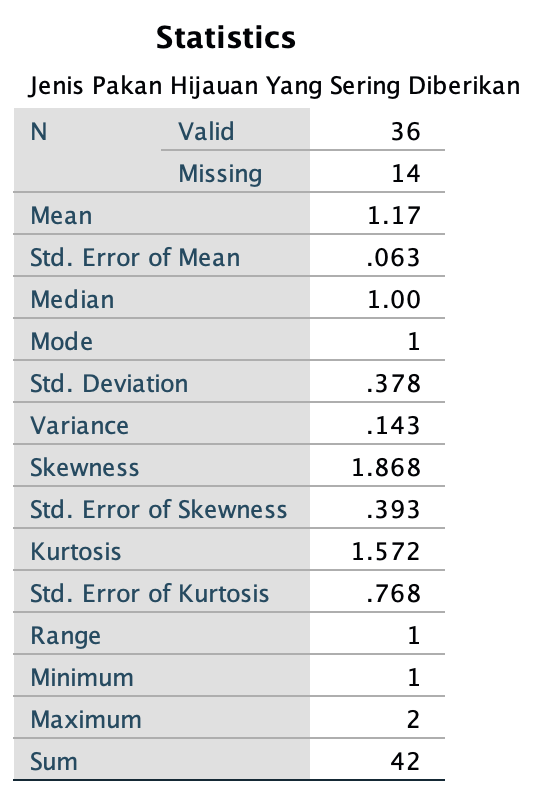 Statistics
Jenis Pakan Hijauan Yang Sering Diberikan
N Valid 36
Missing 14
Mean 1.17
Std. Error of Mean .063
Median 1.00
Mode 1
Std. Deviation .378
Variance .143
Skewness 1.868
Std. Error of Skewness .393
Kurtosis 1.572
Std. Error of Kurtosis .768
Range 1
Minimum 1
Maximum 2
Sum 42